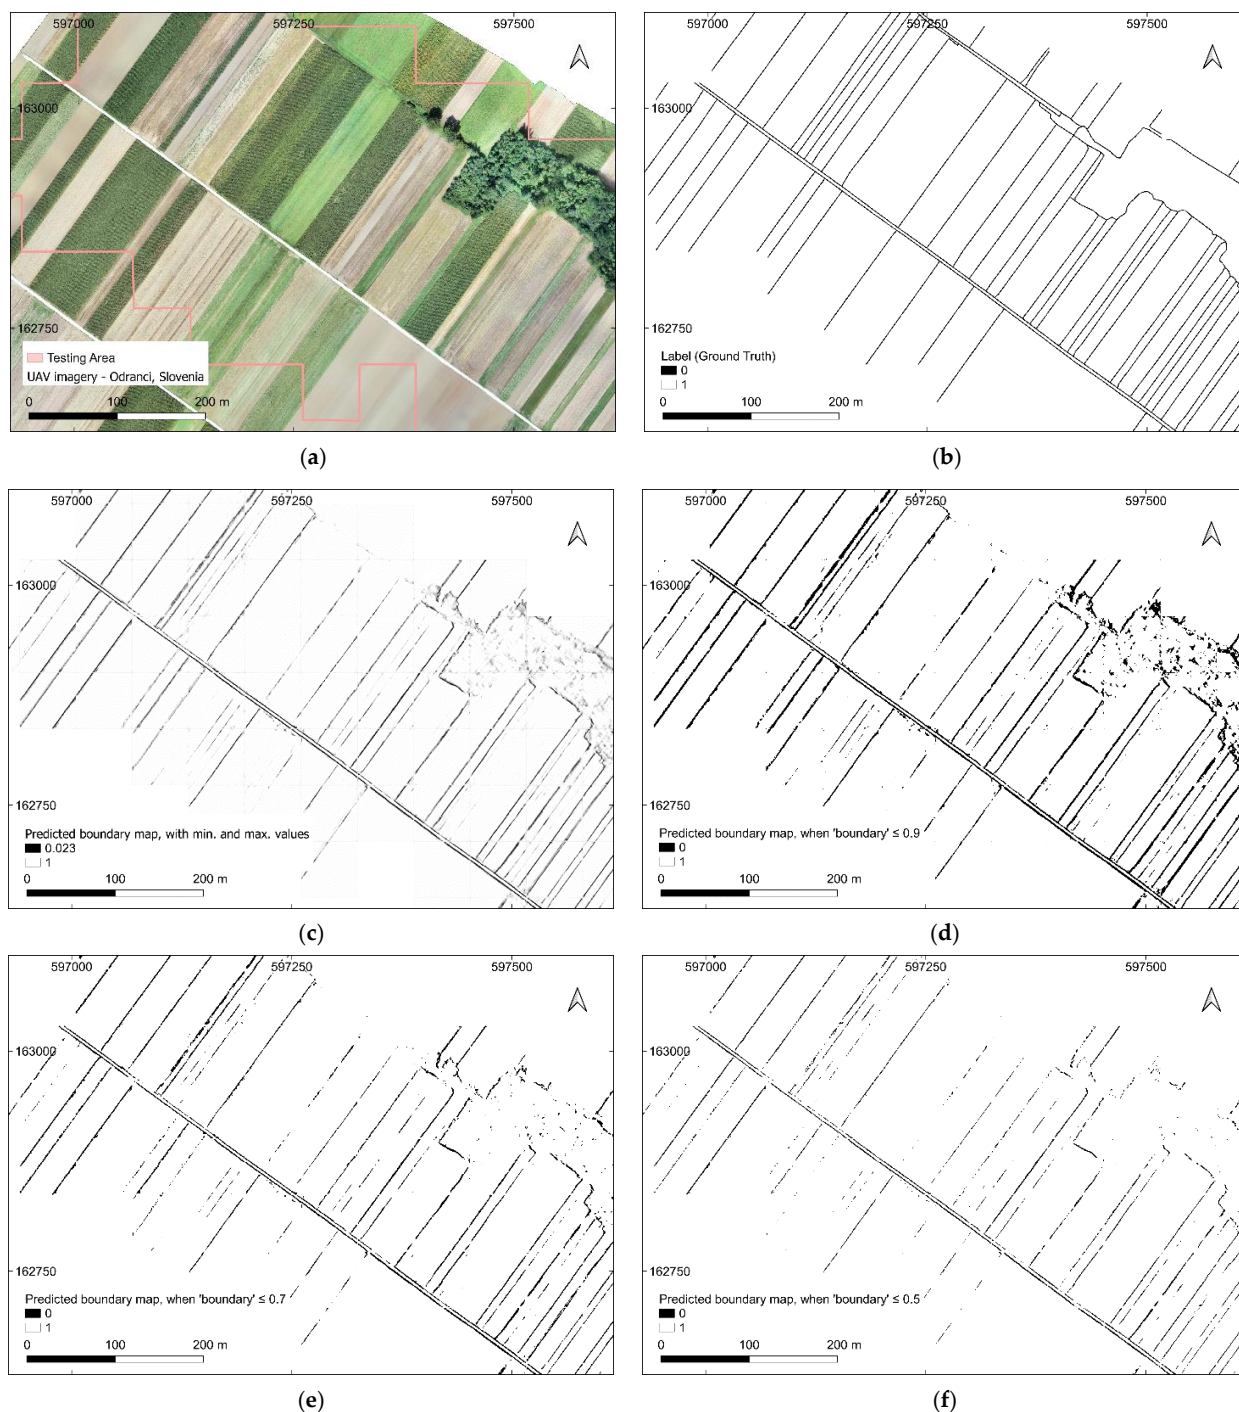 597000 597250 597500
163000
162750
Testing Area
UAV imagery - Odranci, Slovenia
0 100 200 m
(a)
597000 597250 597500
163000
162750
Label (Ground Truth)
0
1
0 100 200 m
(b)
597000 597250 597500
163000
162750
Predicted boundary map, with min. and max. values
0.023
1
0 100 200 m
(c)
597000 597250 597500
163000
162750
Predicted boundary map, when 'boundary' ≤ 0.9
0
1
0 100 200 m
(d)
597000 597250 597500
163000
162750
Predicted boundary map, when 'boundary' ≤ 0.7
0
1
0 100 200 m
(e)
597000 597250 597500
163000
162750
Predicted boundary map, when 'boundary' ≤ 0.5
0
1
0 100 200 m
(f)